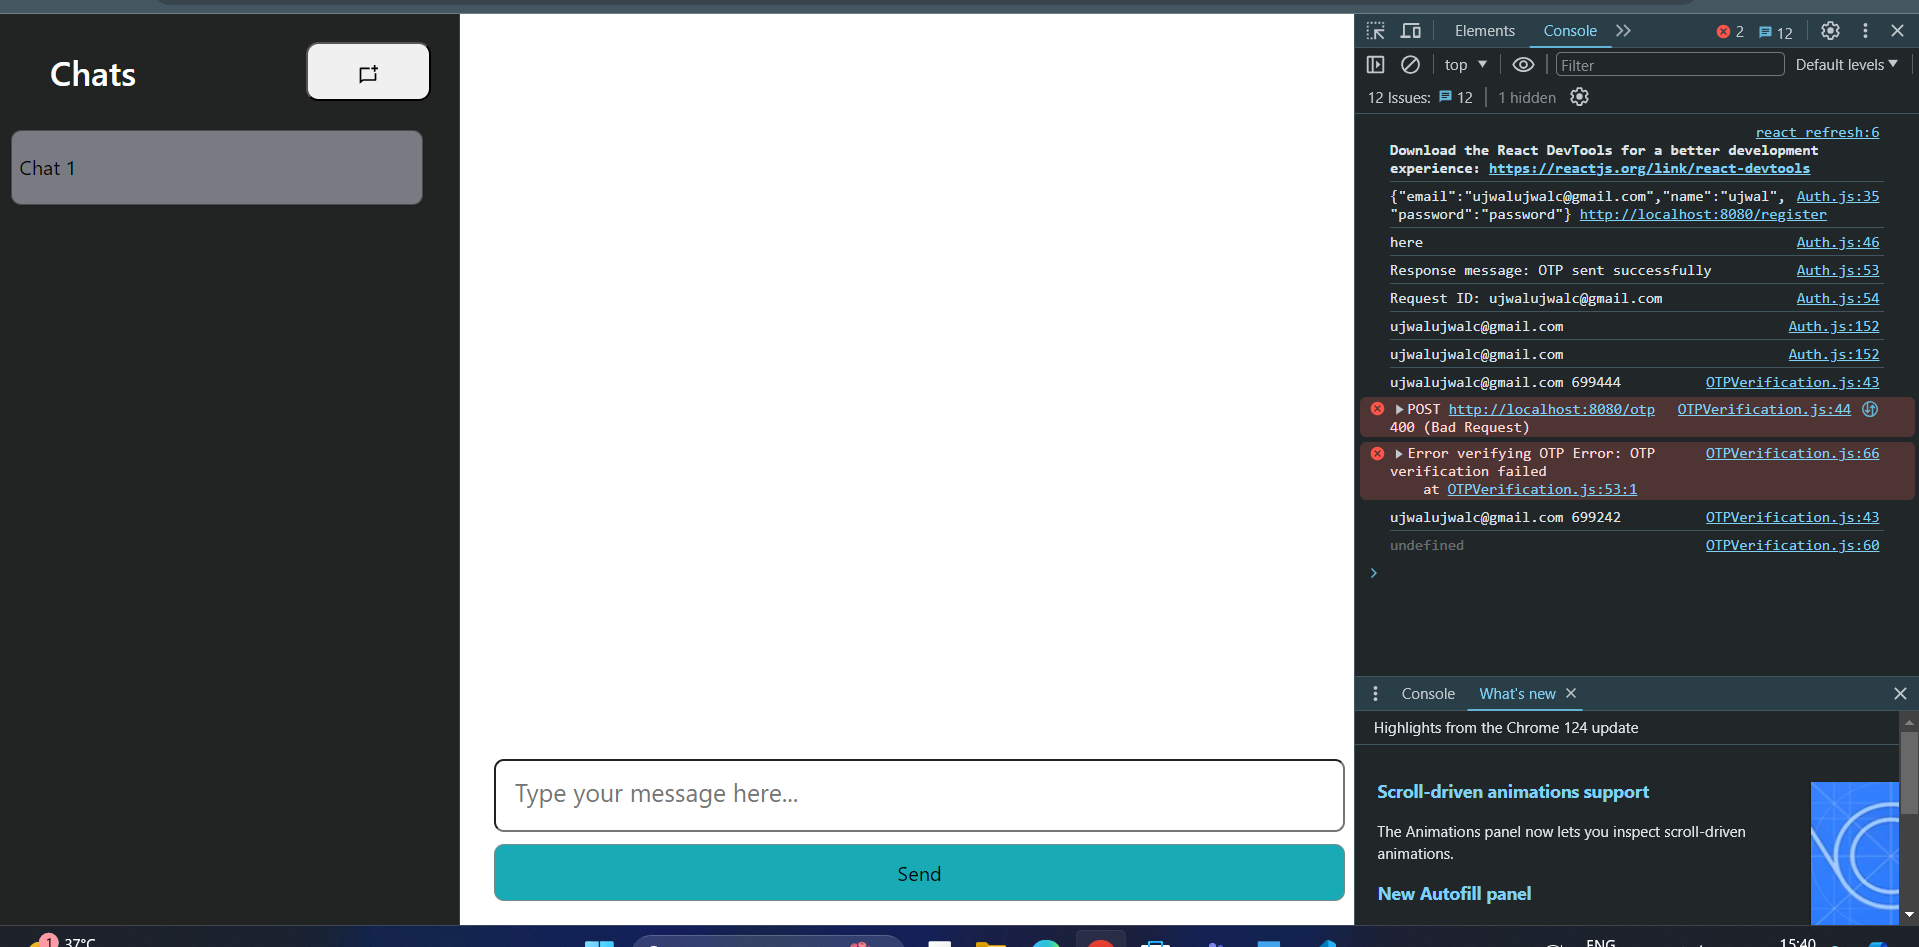 Chats
Chat 1
Type your message here...
Send
Elements
Console
2
12
top
Filter
Default levels
12 Issues:
12
1 hidden
react refresh:6
Download the React DevTools for a better development
experience: https://reactjs.org/link/react-devtools
{"email":"ujwalujwalc@gmail.com","name":"ujwal", Auth.js:35
"password":"password"} http://localhost:8080/register
here Auth.js:46
Response message: OTP sent successfully Auth.js:53
Request ID: ujwalujwalc@gmail.com Auth.js:54
ujwalujwalc@gmail.com Auth.js:152
ujwalujwalc@gmail.com Auth.js:152
ujwalujwalc@gmail.com 699444 OTPVerification.js:43
POST http://localhost:8080/otp OTPVerification.js:44
400 (Bad Request)
Error verifying OTP Error: OTP OTPVerification.js:66
verification failed
at OTPVerification.js:53:1
ujwalujwalc@gmail.com 699242 OTPVerification.js:43
undefined OTPVerification.js:60
Console
What's new
Highlights from the Chrome 124 update
Scroll-driven animations support
The Animations panel now lets you inspect scroll-driven
animations.
New Autofill panel
1
37°C
ENG
15:40